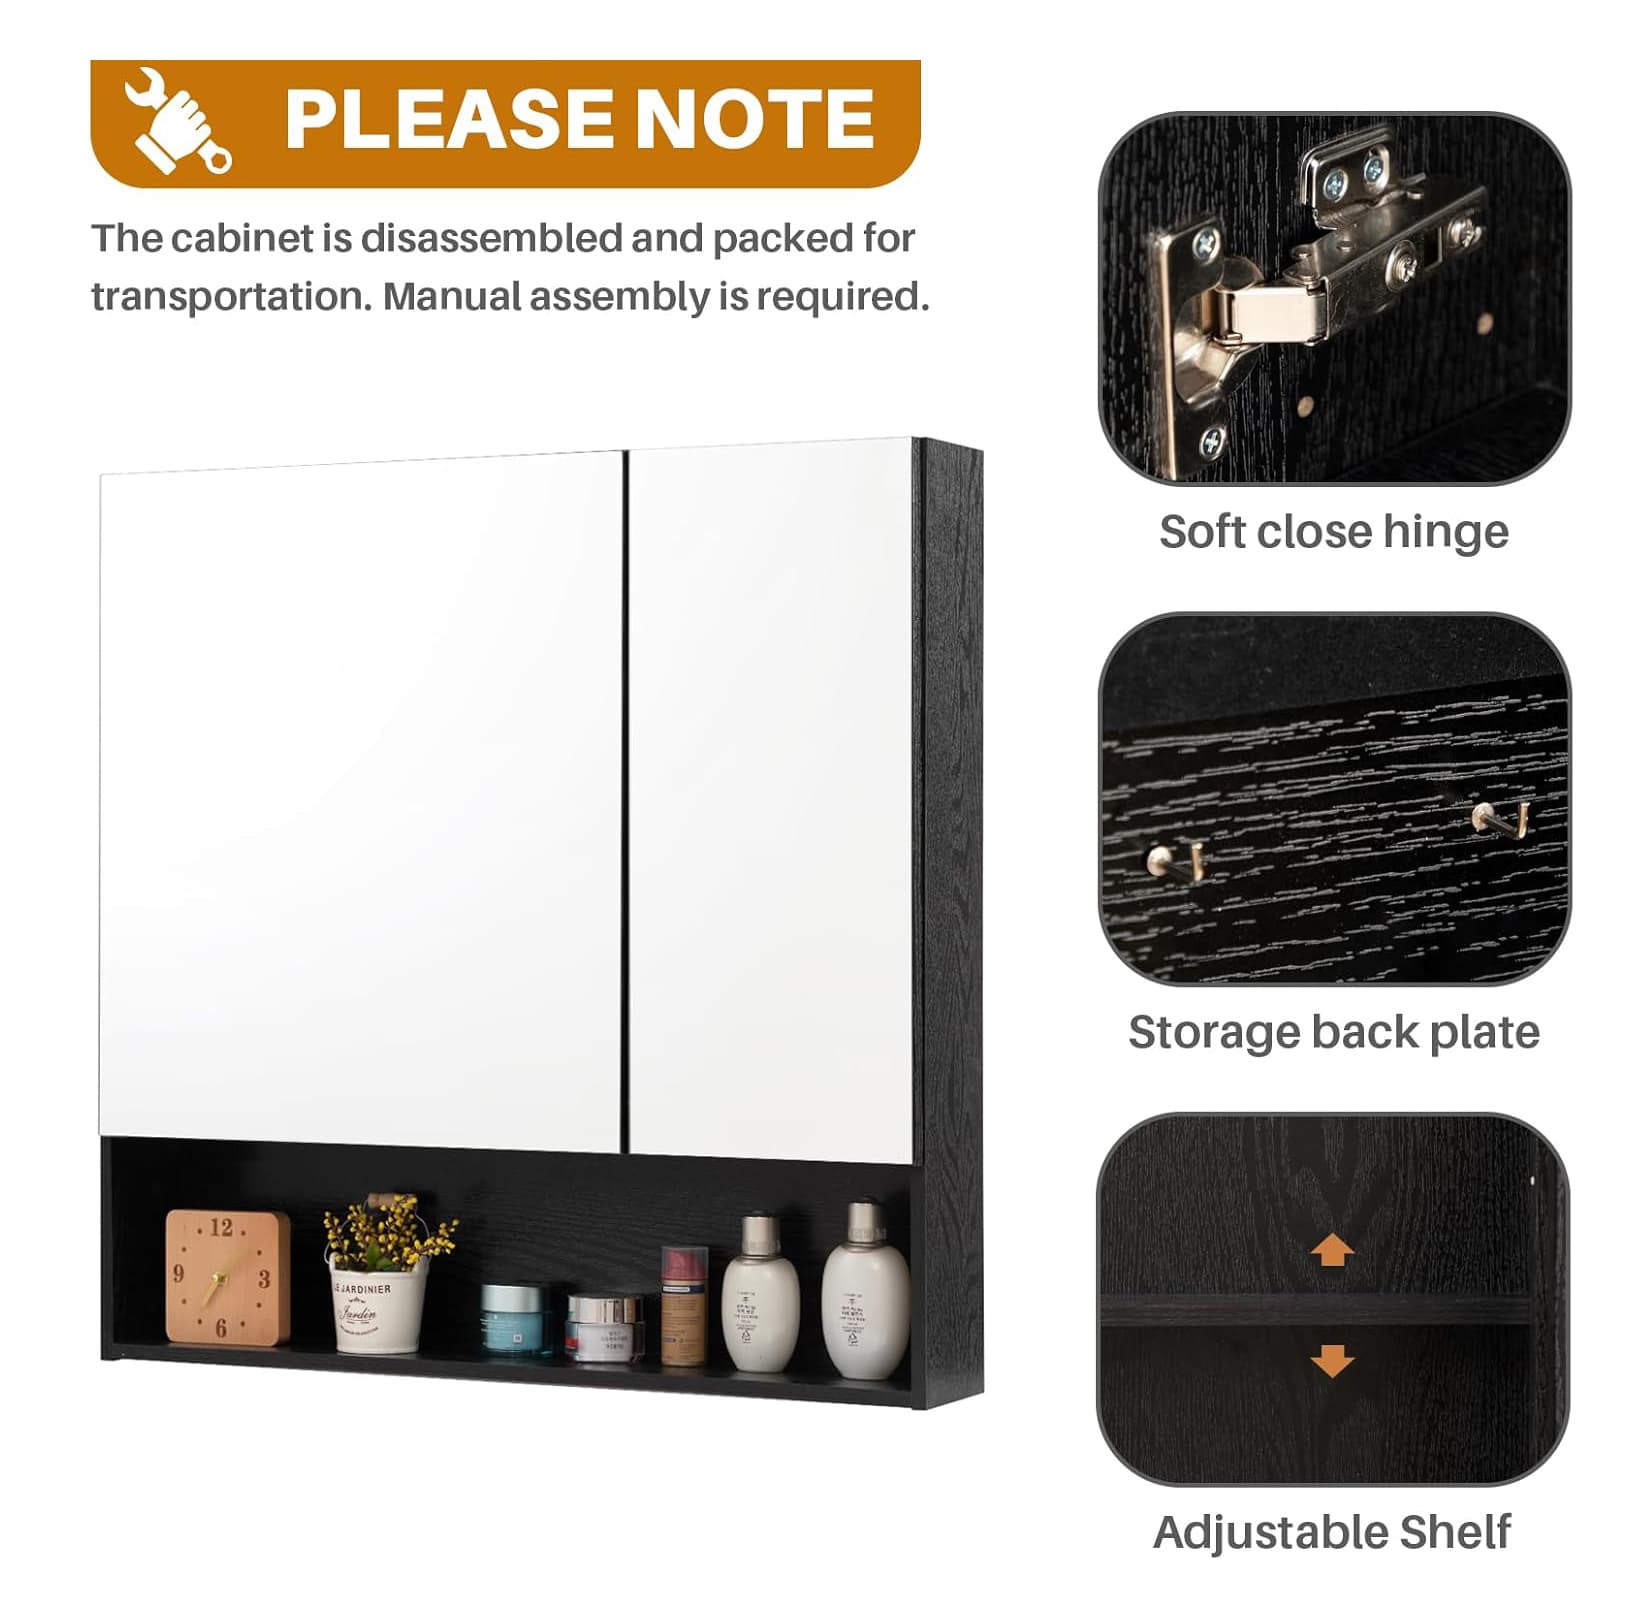 PLEASE NOTE
The cabinet is disassembled and packed for
transportation. Manual assembly is required.
Soft close hinge
Storage back plate
Adjustable Shelf
12
9
3
6
LE JARDINIER
Jardin